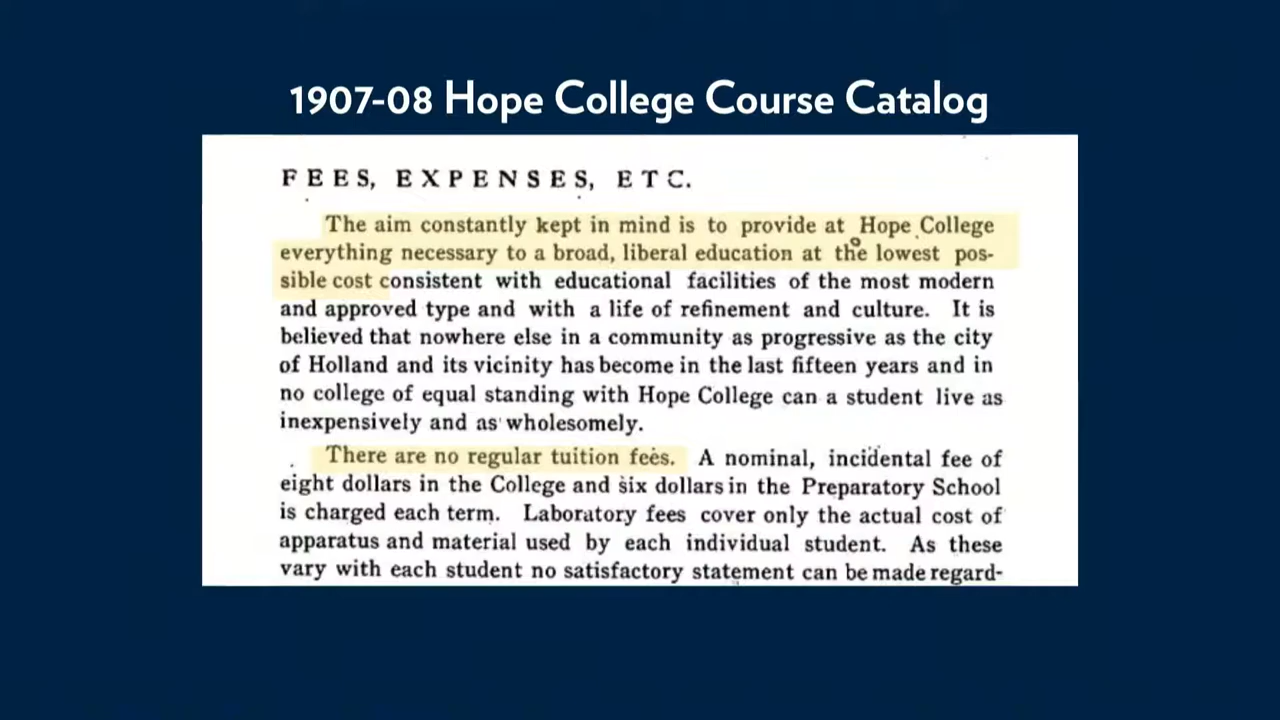 1907-08 Hope College Course Catalog
FEES, EXPENSES, ETC.
The aim constantly kept in mind is to provide at Hope College
everything necessary to a broad, liberal education at the lowest pos-
sible cost consistent with educational facilities of the most modern
and approved type and with a life of refinement and culture. It is
believed that nowhere else in a community as progressive as the city
of Holland and its vicinity has become in the last fifteen years and in
no college of equal standing with Hope College can a student live as
inexpensively and as wholesomely.
There are no regular tuition fees. A nominal, incidental fee of
eight dollars in the College and six dollars in the Preparatory School
is charged each term. Laboratory fees cover only the actual cost of
apparatus and material used by each individual student. As these
vary with each student no satisfactory statement can be made regard-